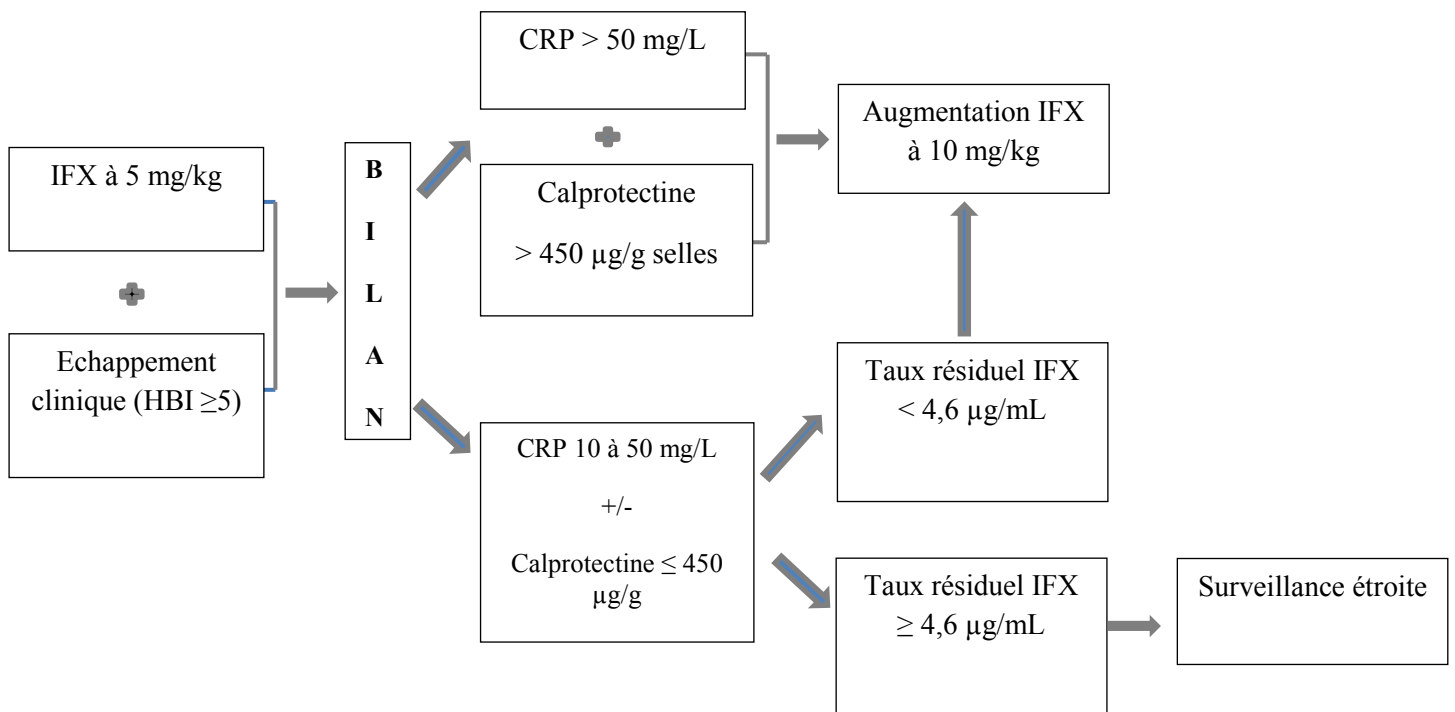 IFX à 5 mg/kg
Echappement
clinique (HBI ≥5)
B
I
L
A
N
CRP > 50 mg/L
Calprotectine
> 450 µg/g selles
CRP 10 à 50 mg/L
+/-
Calprotectine ≤ 450
µg/g
Augmentation IFX
à 10 mg/kg
Taux résiduel IFX
< 4,6 µg/mL
Taux résiduel IFX
≥ 4,6 µg/mL
Surveillance étroite